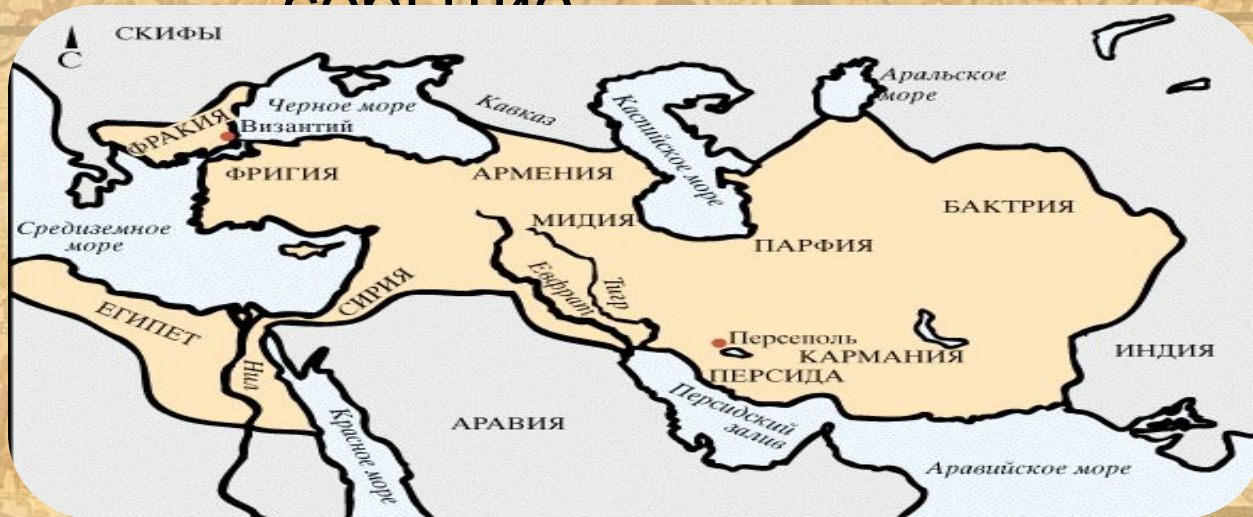 событие
СКИФЫ
С
Аральское
море
Черное море
Кавказ
Каспийское море
ФРАКИЯ
Византий
ФРИГИЯ
АРМЕНИЯ
МИДИЯ
БАКТРИЯ
Средиземное
море
ПАРФИЯ
СИРИЯ
Евфрат
Тигр
ЕГИПЕТ
Нил
Персеполь
КАРМАНИЯ
ПЕРСИДА
ИНДИЯ
Красное море
АРАВИЯ
Персидский
залив
Аравийское море